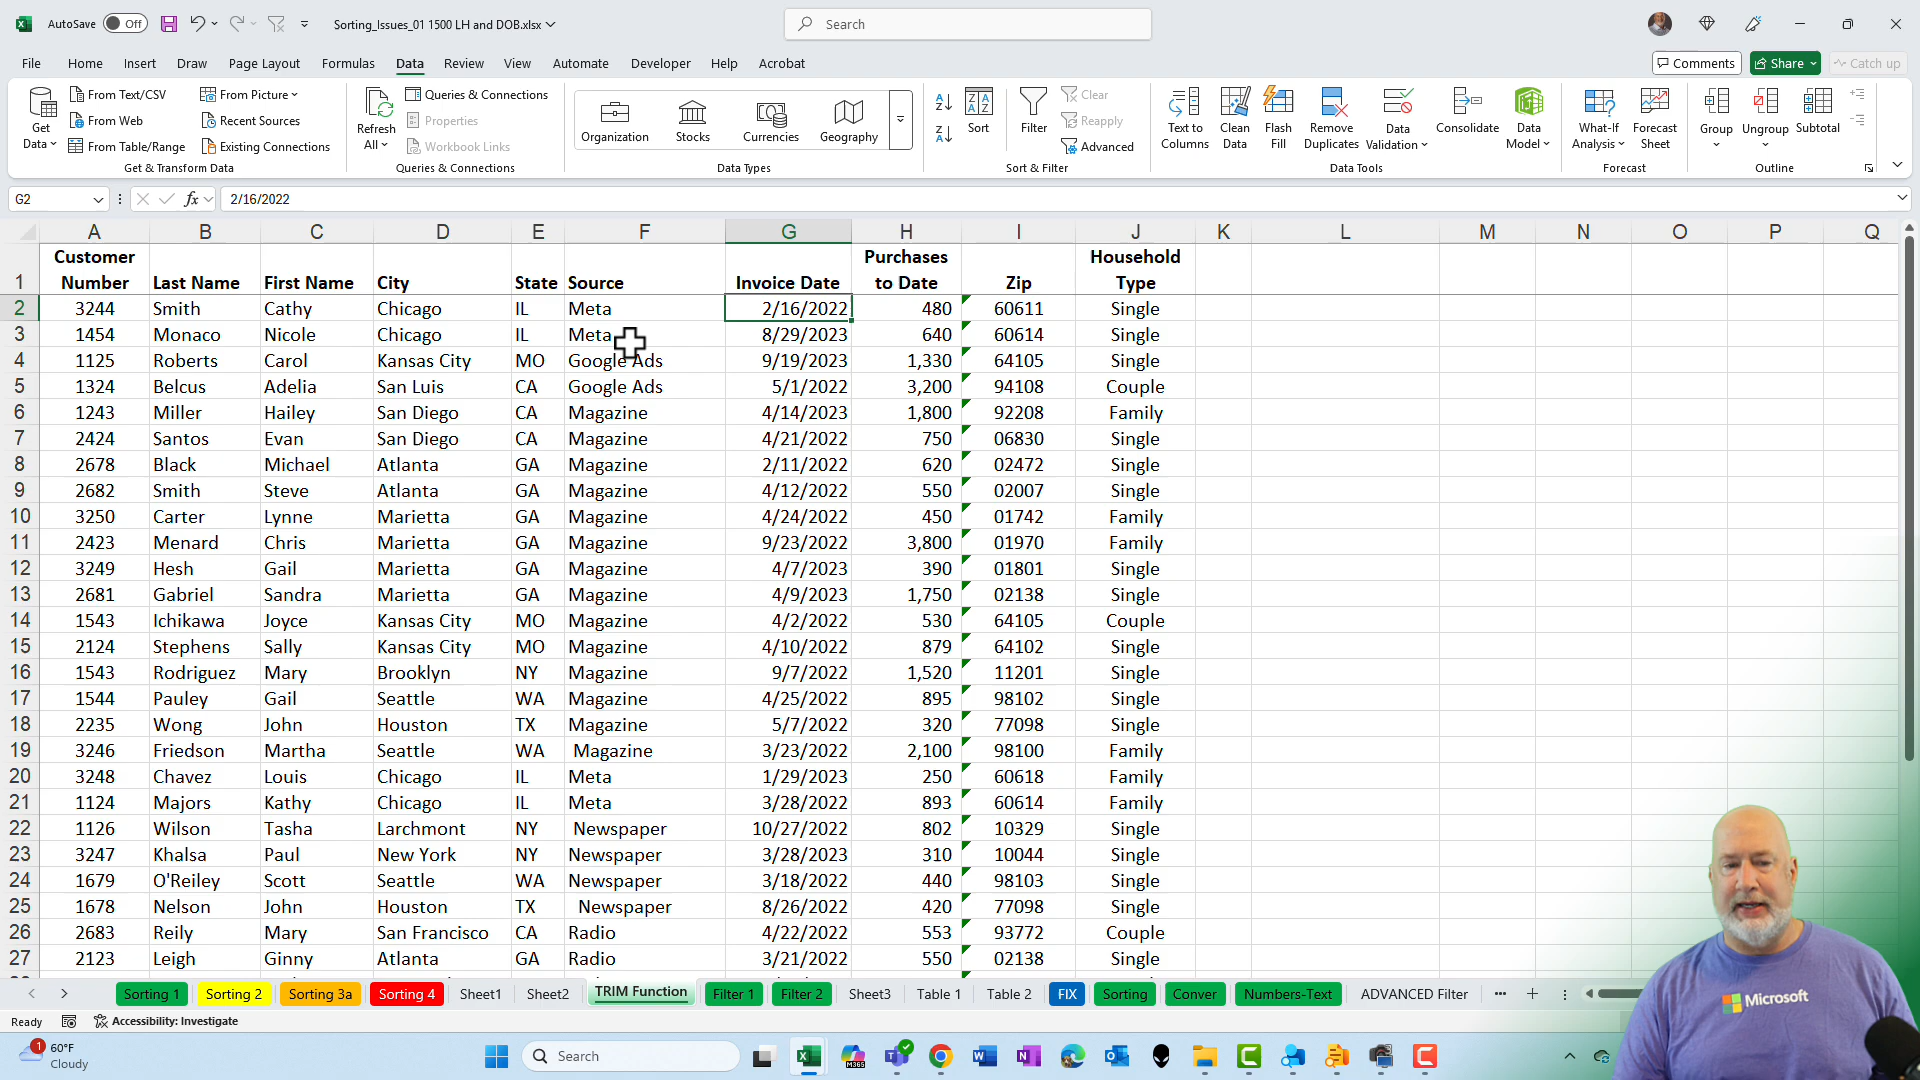 AutoSave Off Sorting_Issues_01 1500 LH and DOB.xlsx Search
File Home Insert Draw Page Layout Formulas Data Review View Automate Developer Help Acrobat Comments Share Catch up
Get Data From Text/CSV From Picture
From Web Recent Sources
From Table/Range Existing Connections
Get & Transform Data
Refresh All Queries & Connections
Properties
Workbook Links
Queries & Connections
Organization Stocks Currencies Geography
Data Types
Sort Filter Clear
Reapply
Advanced
Sort & Filter
Text to Columns Clean Data Flash Fill Remove Duplicates Data Validation Consolidate Data Model
Data Tools
What-If Analysis Forecast Sheet
Forecast
Group Ungroup Subtotal
Outline
G2 fx 2/16/2022
A B C D E F G H I J K L M N O P Q
1 Customer Number Last Name First Name City State Source Invoice Date Purchases to Date Zip Household Type
2 3244 Smith Cathy Chicago IL Meta 2/16/2022 480 60611 Single
3 1454 Monaco Nicole Chicago IL Meta 8/29/2023 640 60614 Single
4 1125 Roberts Carol Kansas City MO Google Ads 9/19/2023 1,330 64105 Single
5 1324 Belcus Adelia San Luis CA Google Ads 5/1/2022 3,200 94108 Couple
6 1243 Miller Hailey San Diego CA Magazine 4/14/2023 1,800 92208 Family
7 2424 Santos Evan San Diego CA Magazine 4/21/2022 750 06830 Single
8 2678 Black Michael Atlanta GA Magazine 2/11/2022 620 02472 Single
9 2682 Smith Steve Atlanta GA Magazine 4/12/2022 550 02007 Single
10 3250 Carter Lynne Marietta GA Magazine 4/24/2022 450 01742 Family
11 2423 Menard Chris Marietta GA Magazine 9/23/2022 3,800 01970 Family
12 3249 Hesh Gail Marietta GA Magazine 4/7/2023 390 01801 Single
13 2681 Gabriel Sandra Marietta GA Magazine 4/9/2023 1,750 02138 Single
14 1543 Ichikawa Joyce Kansas City MO Magazine 4/2/2022 530 64105 Couple
15 2124 Stephens Sally Kansas City MO Magazine 4/10/2022 879 64102 Single
16 1543 Rodriguez Mary Brooklyn NY Magazine 9/7/2022 1,520 11201 Single
17 1544 Pauley Gail Seattle WA Magazine 4/25/2022 895 98102 Single
18 2235 Wong John Houston TX Magazine 5/7/2022 320 77098 Single
19 3246 Friedson Martha Seattle WA Magazine 3/23/2022 2,100 98100 Family
20 3248 Chavez Louis Chicago IL Meta 1/29/2023 250 60618 Family
21 1124 Majors Kathy Chicago IL Meta 3/28/2022 893 60614 Family
22 1126 Wilson Tasha Larchmont NY Newspaper 10/27/2022 802 10329 Single
23 3247 Khalsa Paul New York NY Newspaper 3/28/2023 310 10044 Single
24 1679 O'Reiley Scott Seattle WA Newspaper 3/18/2022 440 98103 Single
25 1678 Nelson John Houston TX Newspaper 8/26/2022 420 77098 Single
26 2683 Reily Mary San Francisco CA Radio 4/22/2022 553 93772 Couple
27 2123 Leigh Ginny Atlanta GA Radio 3/21/2022 550 02138 Single
Sorting 1 Sorting 2 Sorting 3a Sorting 4 Sheet1 Sheet2 TRIM Function Filter 1 Filter 2 Sheet3 Table 1 Table 2 FIX Sorting Conver Numbers-Text ADVANCED Filter
Microsoft
Ready Accessibility: Investigate
1 60°F
Cloudy
Search
M365